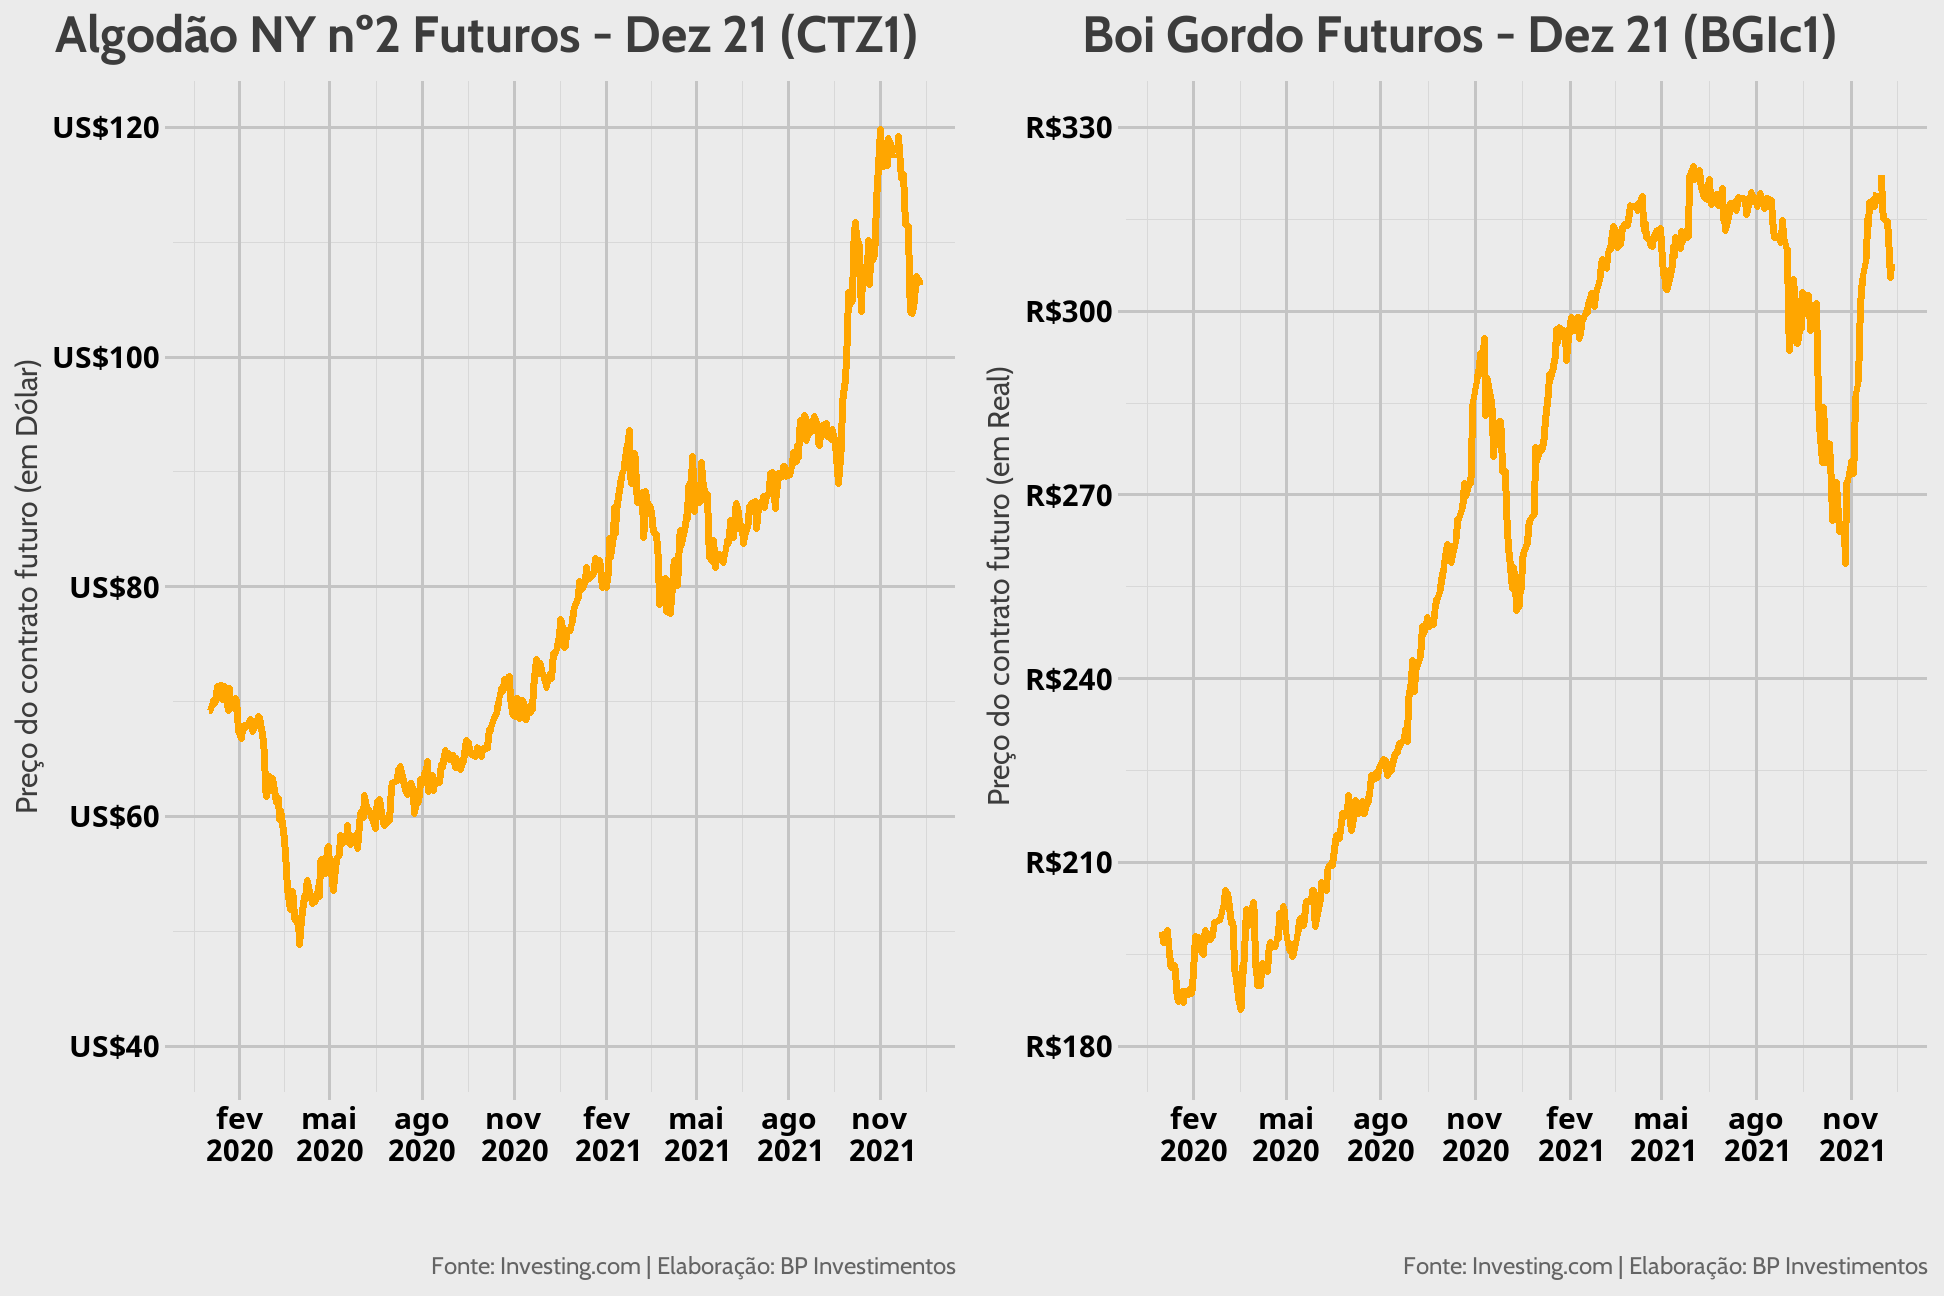 Algodão NY nº2 Futuros - Dez 21 (CTZ1)
Preço do contrato futuro (em Dólar)
US$120
US$100
US$80
US$60
US$40
fev
2020
mai
2020
ago
2020
nov
2020
fev
2021
mai
2021
ago
2021
nov
2021
Fonte: Investing.com | Elaboração: BP Investimentos
Boi Gordo Futuros - Dez 21 (BGIc1)
Preço do contrato futuro (em Real)
R$330
R$300
R$270
R$240
R$210
R$180
fev
2020
mai
2020
ago
2020
nov
2020
fev
2021
mai
2021
ago
2021
nov
2021
Fonte: Investing.com | Elaboração: BP Investimentos